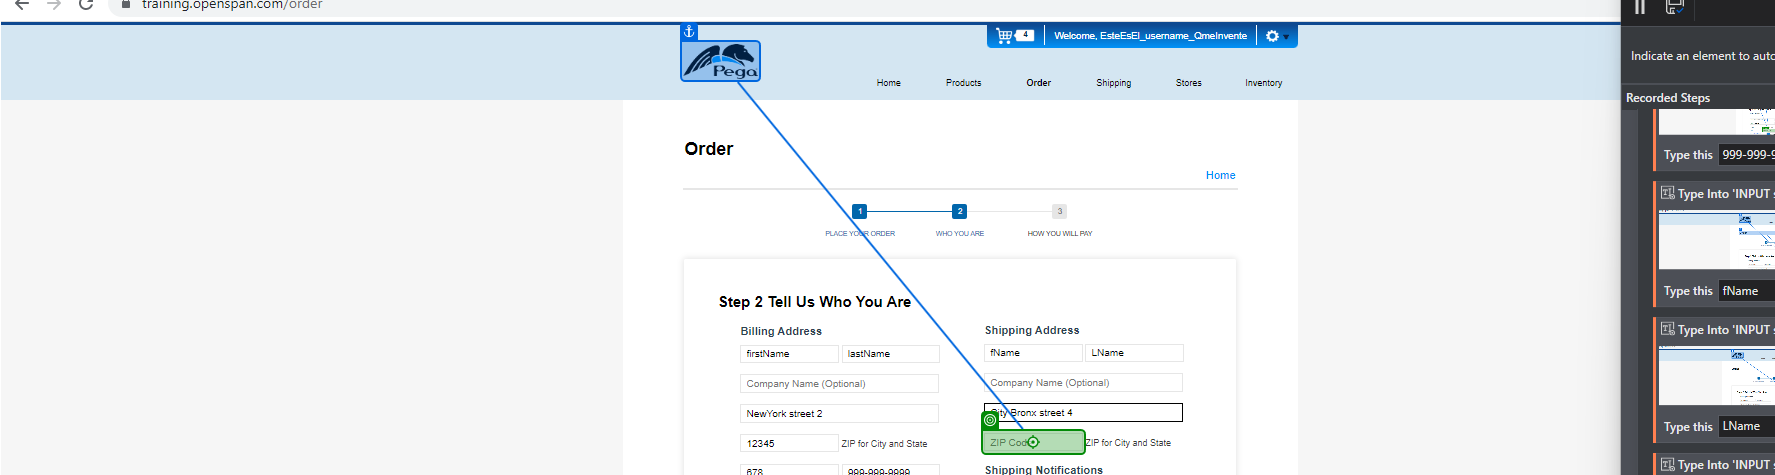 training.openspan.com/order
4
Welcome, EsteEsEl_username_QmeInvente
Pega
Home
Products
Order
Shipping
Stores
Inventory
Order
Home
1
2
3
PLACE YOUR ORDER
WHO YOU ARE
HOW YOU WILL PAY
Step 2 Tell Us Who You Are
Billing Address
firstName
lastName
Company Name (Optional)
NewYork street 2
12345
ZIP for City and State
678
999-999-9999
Shipping Address
fName
LName
Company Name (Optional)
City Bronx street 4
ZIP Code
ZIP for City and State
Shipping Notifications
Indicate an element to auto
Recorded Steps
Type this
999-999-9
Type Into 'INPUT s
Type this
fName
Type Into 'INPUT
Type this
LName
Type Into 'INPUT s